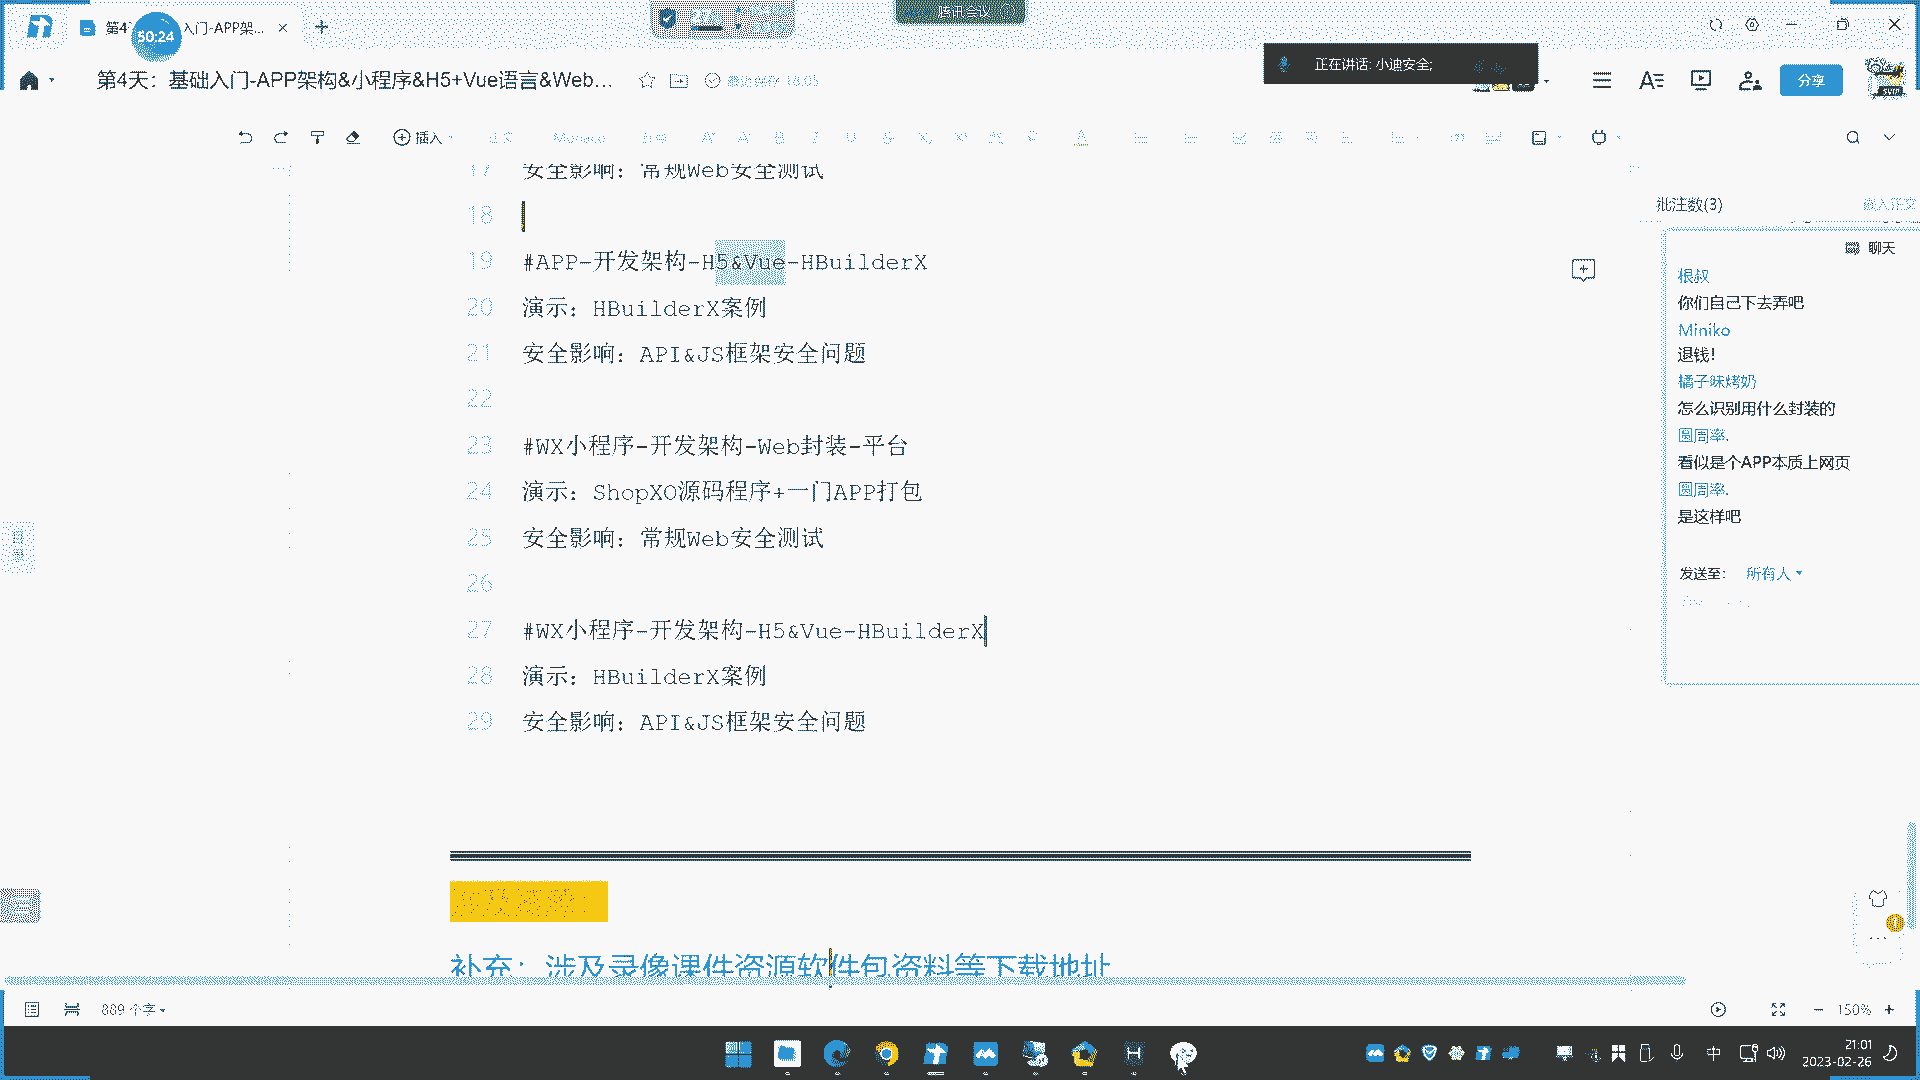 第4
50:24
入门-APP架...
腾讯会议
第4天：基础入门-APP架构&小程序&H5+Vue语言&Web...
最近保存 18:05
正在讲话: 小迪安全;
分享
插入
Monaco
17 安全影响：常规Web安全测试
18
19 #APP-开发架构-H5&Vue-HBuilderX
20 演示：HBuilderX案例
21 安全影响：API&JS框架安全问题
22
23 #WX小程序-开发架构-Web封装-平台
24 演示：ShopXO源码程序+一门APP打包
25 安全影响：常规Web安全测试
26
27 #WX小程序-开发架构-H5&Vue-HBuilderX
28 演示：HBuilderX案例
29 安全影响：API&JS框架安全问题
补充：涉及录像课件资源软件包资料等下载地址
批注数(3)
嵌入正文
聊天
根叔
你们自己下去弄吧
Miniko
退钱!
橘子味烤奶
怎么识别用什么封装的
圆周率.
看似是个APP本质上网页
圆周率.
是这样吧
发送至: 所有人
889 个字
150%
中
21:01
2023-02-26